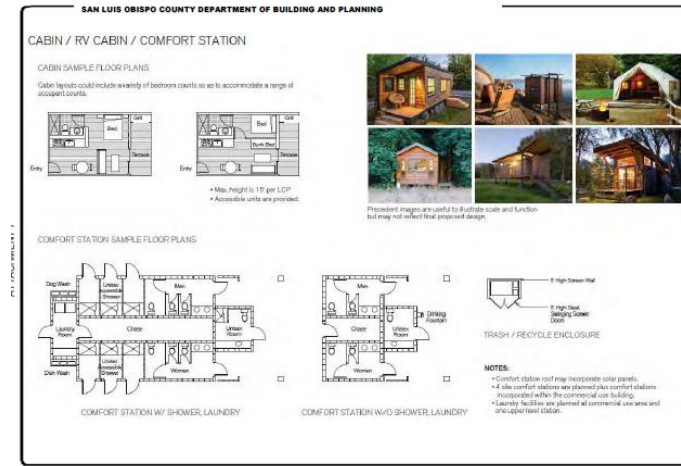 SAN LUIS OBISPO COUNTY DEPARTMENT OF BUILDING AND PLANNING
CABIN / RV CABIN / COMFORT STATION
CABIN SAMPLE FLOOR PLANS
Cabin layouts could include a variety of bedroom counts so as to accommodate a range of
occupant counts.
Bed
Grill
Terrace
Entry
Bed
Grill
Bunk Bed
Terrace
Entry
• Max. height is 15' per LCP
• Accessible units are provided.
Precedent images are useful to illustrate scale and function
but may not reflect final proposed design.
COMFORT STATION SAMPLE FLOOR PLANS
Dog Wash
Unisex
Accessible
Shower
Men
Laundry
Room
Chase
Unisex
Room
Dish Wash
Unisex
Accessible
Shower
Women
COMFORT STATION W/ SHOWER, LAUNDRY
Men
Chase
Unisex
Room
Drinking
Fountain
Women
COMFORT STATION W/O SHOWER, LAUNDRY
High Screen Wall
High Steel
Swinging Screen
Doors
TRASH / RECYCLE ENCLOSURE
NOTES:
• Comfort station roof may incorporate solar panels.
• 4 site comfort stations are planned plus comfort stations
incorporated within the commercial use building.
• Laundry facilities are planned at commercial use area and
one upper level station.